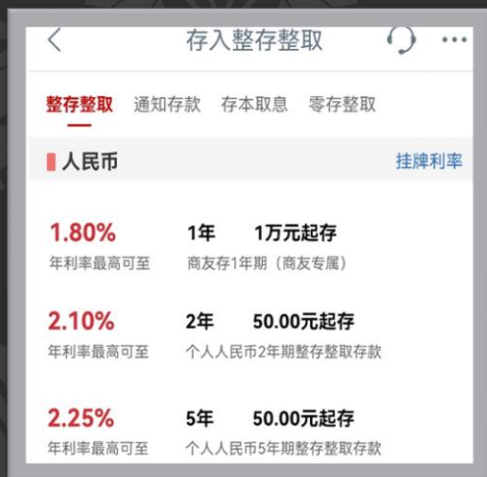 存入整存整取
整存整取 通知存款 存本取息 零存整取
人民币 挂牌利率
1.80% 1年 1万元起存
年利率最高可至 商友存1年期（商友专属）
2.10% 2年 50.00元起存
年利率最高可至 个人人民币2年期整存整取存款
2.25% 5年 50.00元起存
年利率最高可至 个人人民币5年期整存整取存款